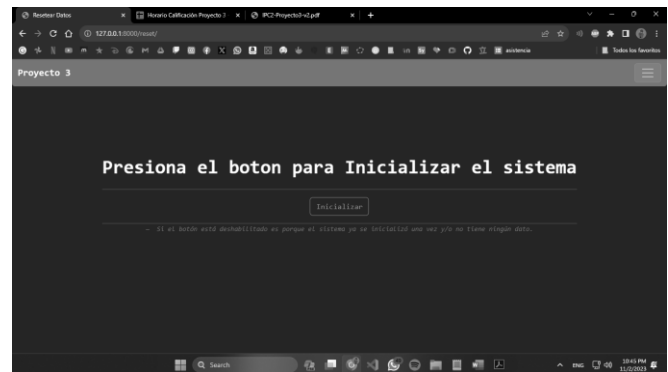 Resetear Datos
Horario Calificación Proyecto 3
IPC2-Proyecto3-v2.pdf
127.0.0.1:8000/reset/
asistencia
Todos los favoritos
Proyecto 3
Presiona el boton para Inicializar el sistema
Inicializar
— Si el botón está deshabilitado es porque el sistema ya se inicializó una vez y/o no tiene ningún dato.
Search
ENG
10:45 PM
11/2/2023